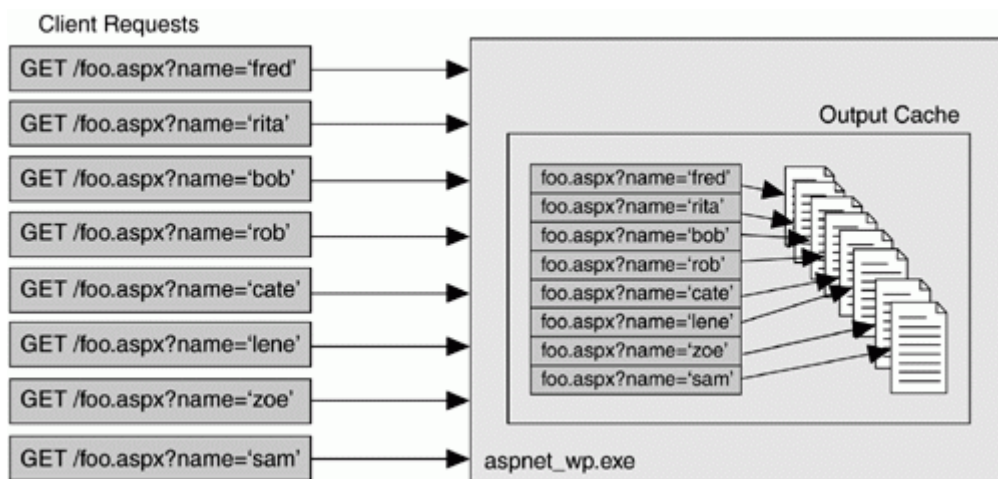 Client Requests
GET /foo.aspx?name=‘fred’
GET /foo.aspx?name=‘rita’
GET /foo.aspx?name=‘bob’
GET /foo.aspx?name=‘rob’
GET /foo.aspx?name=‘cate’
GET /foo.aspx?name=‘lene’
GET /foo.aspx?name=‘zoe’
GET /foo.aspx?name=‘sam’
Output Cache
foo.aspx?name=‘fred’
foo.aspx?name=‘rita’
foo.aspx?name=‘bob’
foo.aspx?name=‘rob’
foo.aspx?name=‘cate’
foo.aspx?name=‘lene’
foo.aspx?name=‘zoe’
foo.aspx?name=‘sam’
aspnet_wp.exe